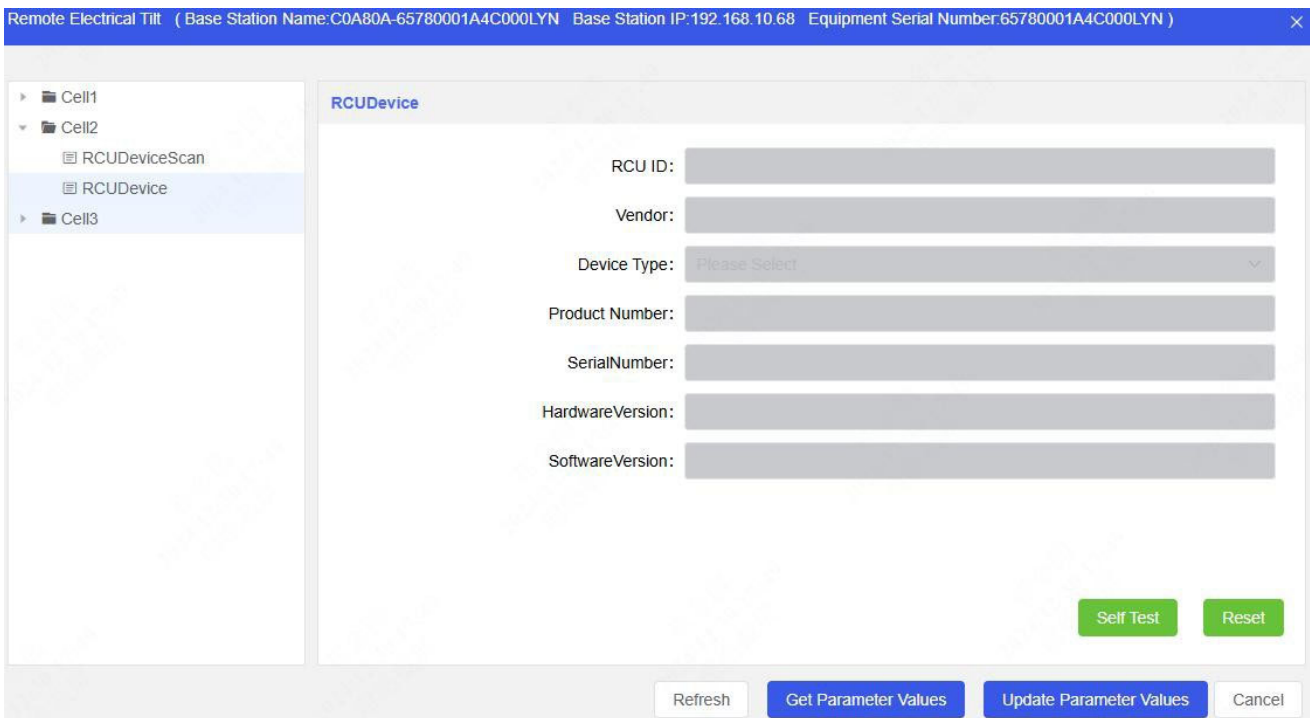 Remote Electrical Tilt ( Base Station Name:C0A80A-65780001A4C000LYN Base Station IP:192.168.10.68 Equipment Serial Number:65780001A4C000LYN )
Cell1
Cell2
RCUDeviceScan
RCUDevice
Cell3
RCUDevice
RCU ID:
Vendor:
Device Type: Please Select
Product Number:
SerialNumber:
HardwareVersion:
SoftwareVersion:
Self Test Reset
Refresh Get Parameter Values Update Parameter Values Cancel